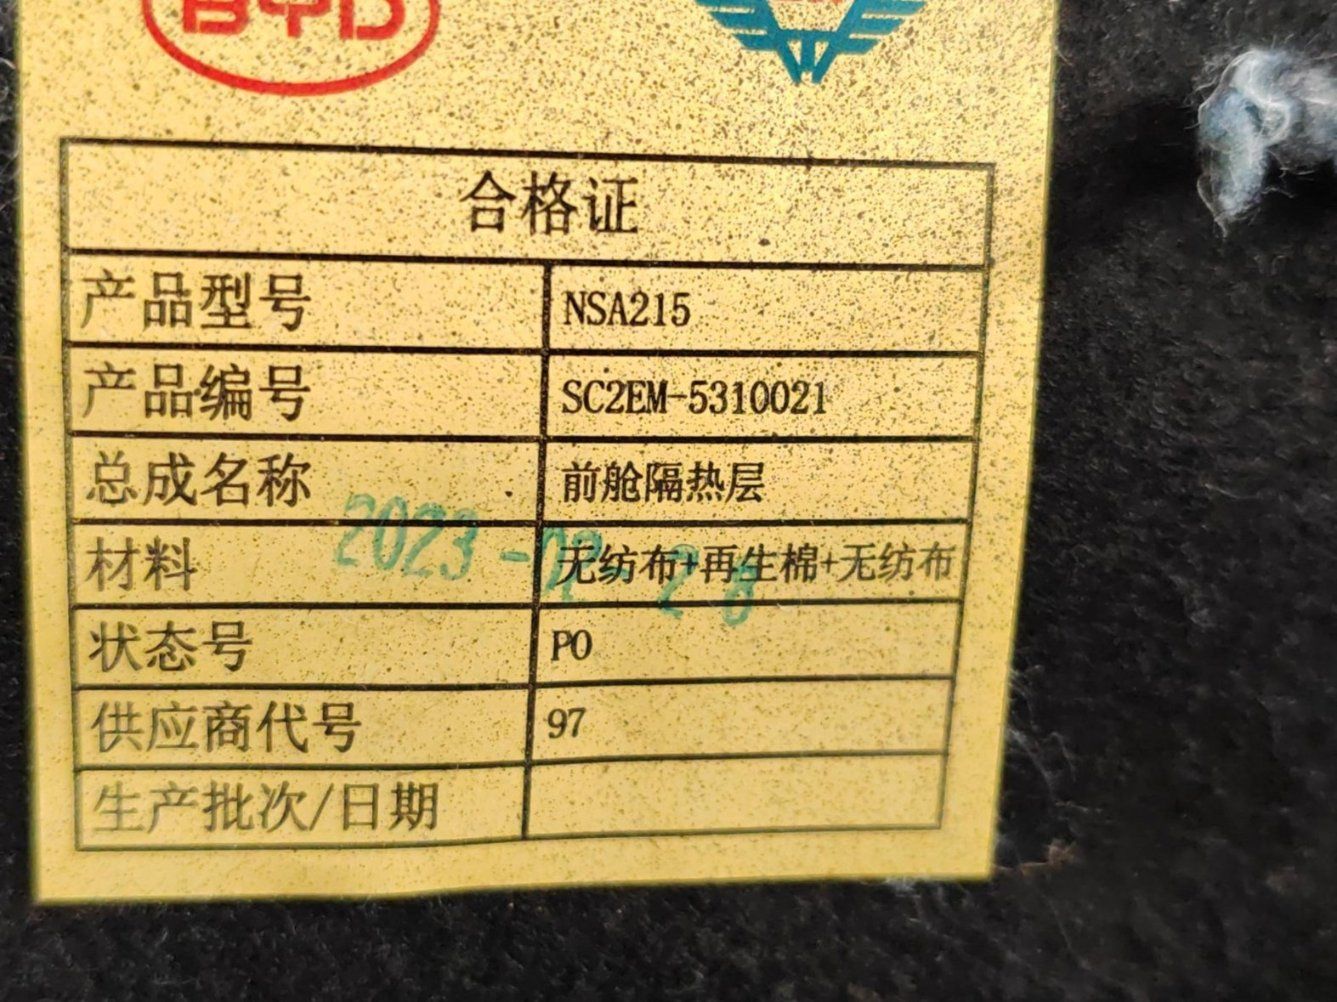 BYD
合格证
产品型号 NSA215
产品编号 SC2EM-5310021
总成名称 前舱隔热层
材料 无纺布+再生棉+无纺布
2023-02-28
状态号 P0
供应商代号 97
生产批次/日期